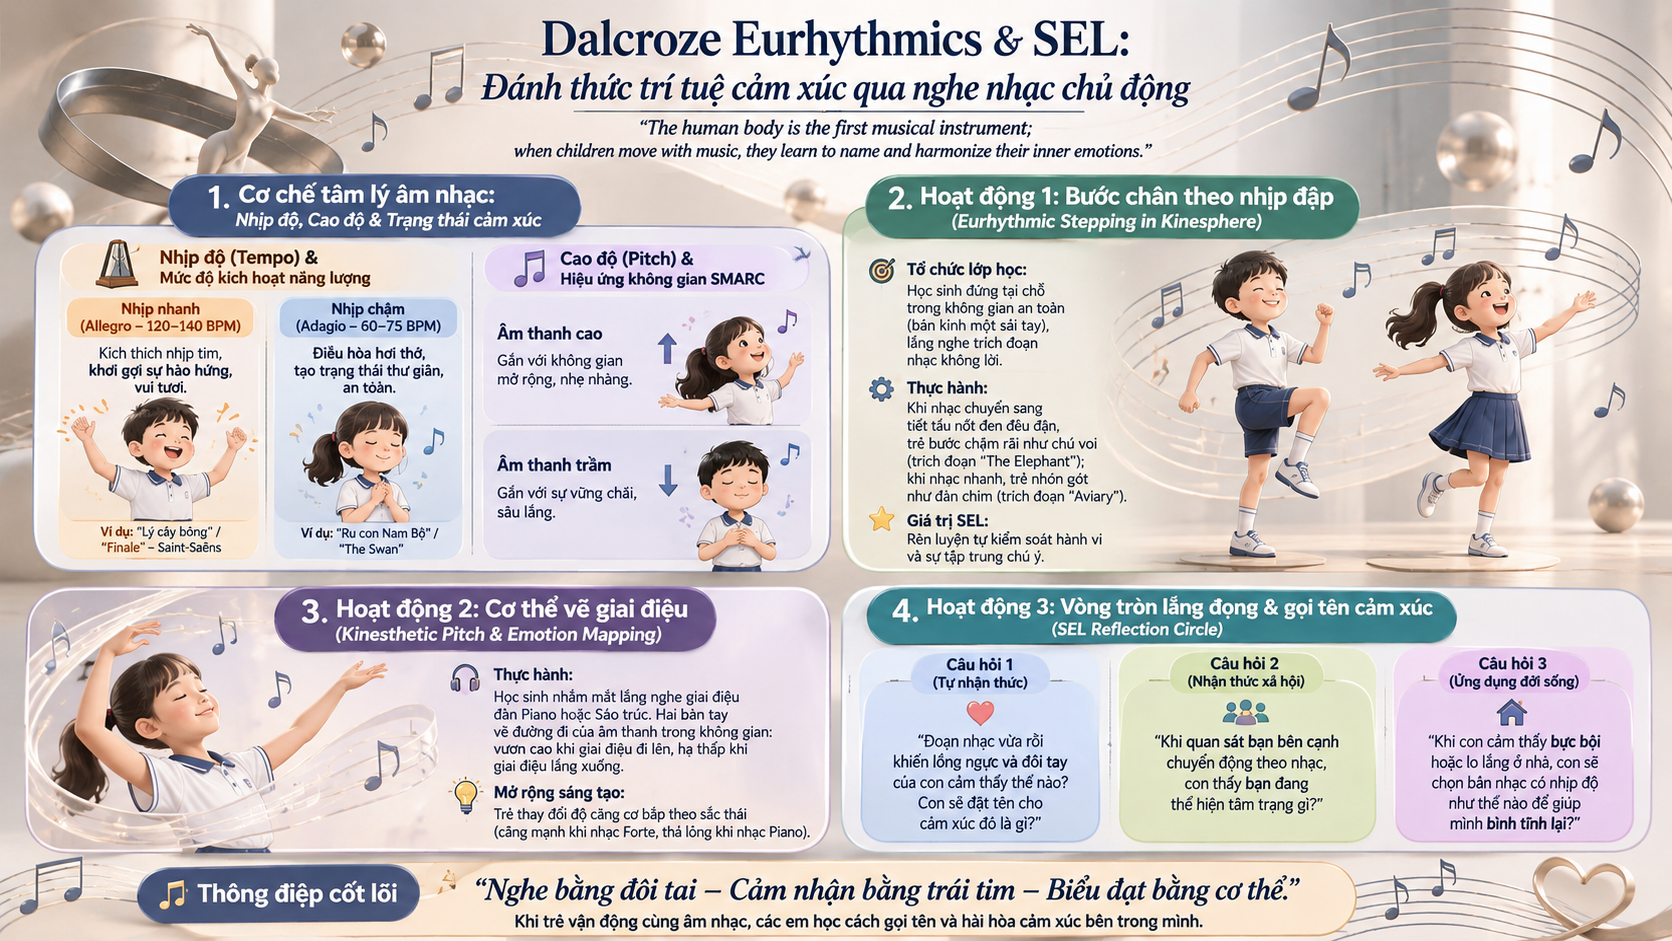 Dalcroze Eurhythmics & SEL:
Đánh thức trí tuệ cảm xúc qua nghe nhạc chủ động
“The human body is the first musical instrument;
when children move with music, they learn to name and harmonize their inner emotions.”
1. Cơ chế tâm lý âm nhạc:
Nhịp độ, Cao độ & Trạng thái cảm xúc
Nhịp độ (Tempo) &
Mức độ kích hoạt năng lượng
Nhịp nhanh
(Allegro – 120–140 BPM)
Kích thích nhịp tim,
khơi gợi sự hào hứng,
vui tươi.
Ví dụ: “Lý cây bông” /
“Finale” – Saint-Saëns
Nhịp chậm
(Adagio – 60–75 BPM)
Điều hòa hơi thở,
tạo trạng thái thư giãn,
an toàn.
Ví dụ: “Ru con Nam Bộ” /
“The Swan”
Cao độ (Pitch) &
Hiệu ứng không gian SMARC
Âm thanh cao
Gắn với không gian
mở rộng, nhẹ nhàng.
Âm thanh trầm
Gắn với sự vững chãi,
sâu lắng.
2. Hoạt động 1: Bước chân theo nhịp đập
(Eurhythmic Stepping in Kinesphere)
Tổ chức lớp học:
Học sinh đứng tại chỗ
trong không gian an toàn
(bán kính một sải tay),
lắng nghe trích đoạn
nhạc không lời.
Thực hành:
Khi nhạc chuyển sang
tiết tấu nốt đen đều đặn,
trẻ bước chậm rãi như chú voi
(trích đoạn “The Elephant”);
khi nhạc nhanh, trẻ nhón gót
như đàn chim (trích đoạn “Aviary”).
Giá trị SEL:
Rèn luyện tự kiểm soát hành vi
và sự tập trung chú ý.
3. Hoạt động 2: Cơ thể vẽ giai điệu
(Kinesthetic Pitch & Emotion Mapping)
Thực hành:
Học sinh nhắm mắt lắng nghe giai điệu
đàn Piano hoặc Sáo trúc. Hai bàn tay
vẽ đường đi của âm thanh trong không gian:
vươn cao khi giai điệu đi lên, hạ thấp khi
giai điệu lắng xuống.
Mở rộng sáng tạo:
Trẻ thay đổi độ căng cơ bắp theo sắc thái
(căng mạnh khi nhạc Forte, thả lỏng khi nhạc Piano).
4. Hoạt động 3: Vòng tròn lắng đọng & gọi tên cảm xúc
(SEL Reflection Circle)
Câu hỏi 1
(Tự nhận thức)
“Đoạn nhạc vừa rồi
khiến lồng ngực và đôi tay
của con cảm thấy thế nào?
Con sẽ đặt tên cho
cảm xúc đó là gì?”
Câu hỏi 2
(Nhận thức xã hội)
“Khi quan sát bạn bên cạnh
chuyển động theo nhạc,
con thấy bạn đang
thể hiện tâm trạng gì?”
Câu hỏi 3
(Ứng dụng đời sống)
“Khi con cảm thấy bực bội
hoặc lo lắng ở nhà, con sẽ
chọn bản nhạc có nhịp độ
như thế nào để giúp
mình bình tĩnh lại?”
Thông điệp cốt lõi
“Nghe bằng đôi tai – Cảm nhận bằng trái tim – Biểu đạt bằng cơ thể.”
Khi trẻ vận động cùng âm nhạc, các em học cách gọi tên và hài hòa cảm xúc bên trong mình.